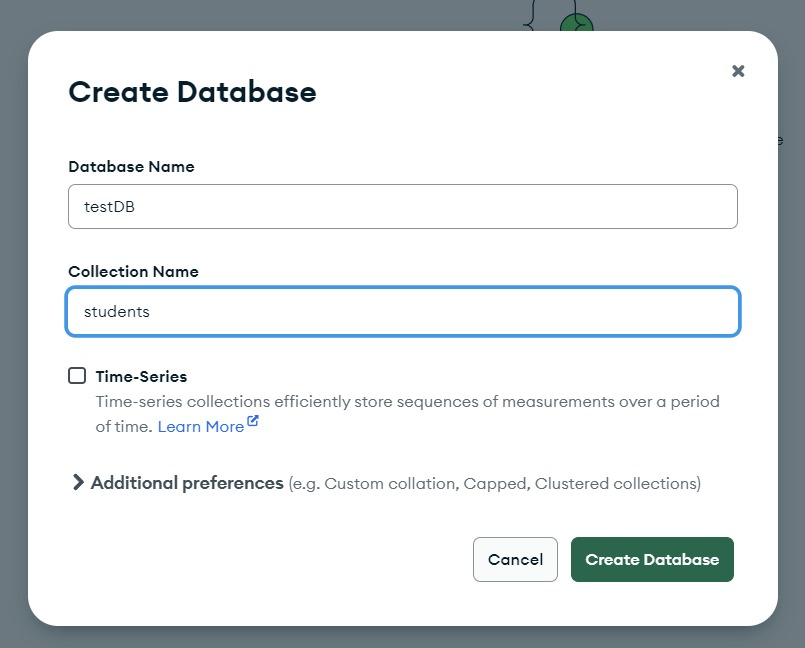 Create Database
Database Name
testDB
Collection Name
students
Time-Series
Time-series collections efficiently store sequences of measurements over a period
of time. Learn More
Additional preferences (e.g. Custom collation, Capped, Clustered collections)
Cancel
Create Database